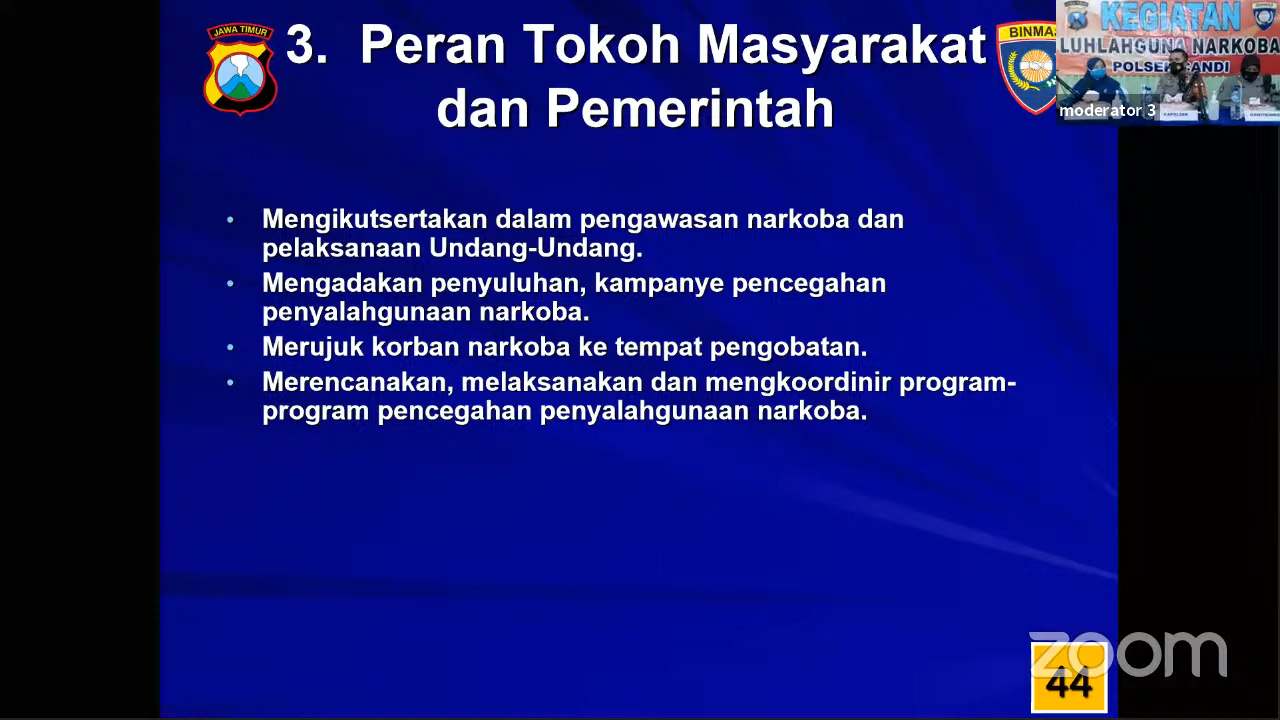 JAWA TIMUR
3. Peran Tokoh Masyarakat
dan Pemerintah
BINMAS
KEGIATAN
LUHLAHGUNA NARKOBA
moderator 3
KAPOLSEK
• Mengikutsertakan dalam pengawasan narkoba dan
pelaksanaan Undang-Undang.
• Mengadakan penyuluhan, kampanye pencegahan
penyalahgunaan narkoba.
• Merujuk korban narkoba ke tempat pengobatan.
• Merencanakan, melaksanakan dan mengkoordinir program-
program pencegahan penyalahgunaan narkoba.
zoom
44